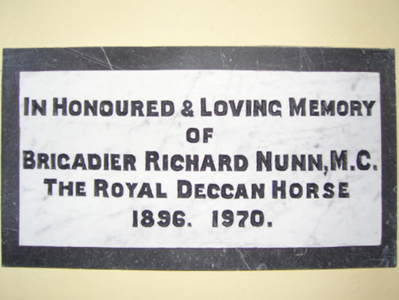 IN HONOURED & LOVING MEMORY
OF
BRIGADIER RICHARD NUNN, M.C.
THE ROYAL DECCAN HORSE
1896. 1970.